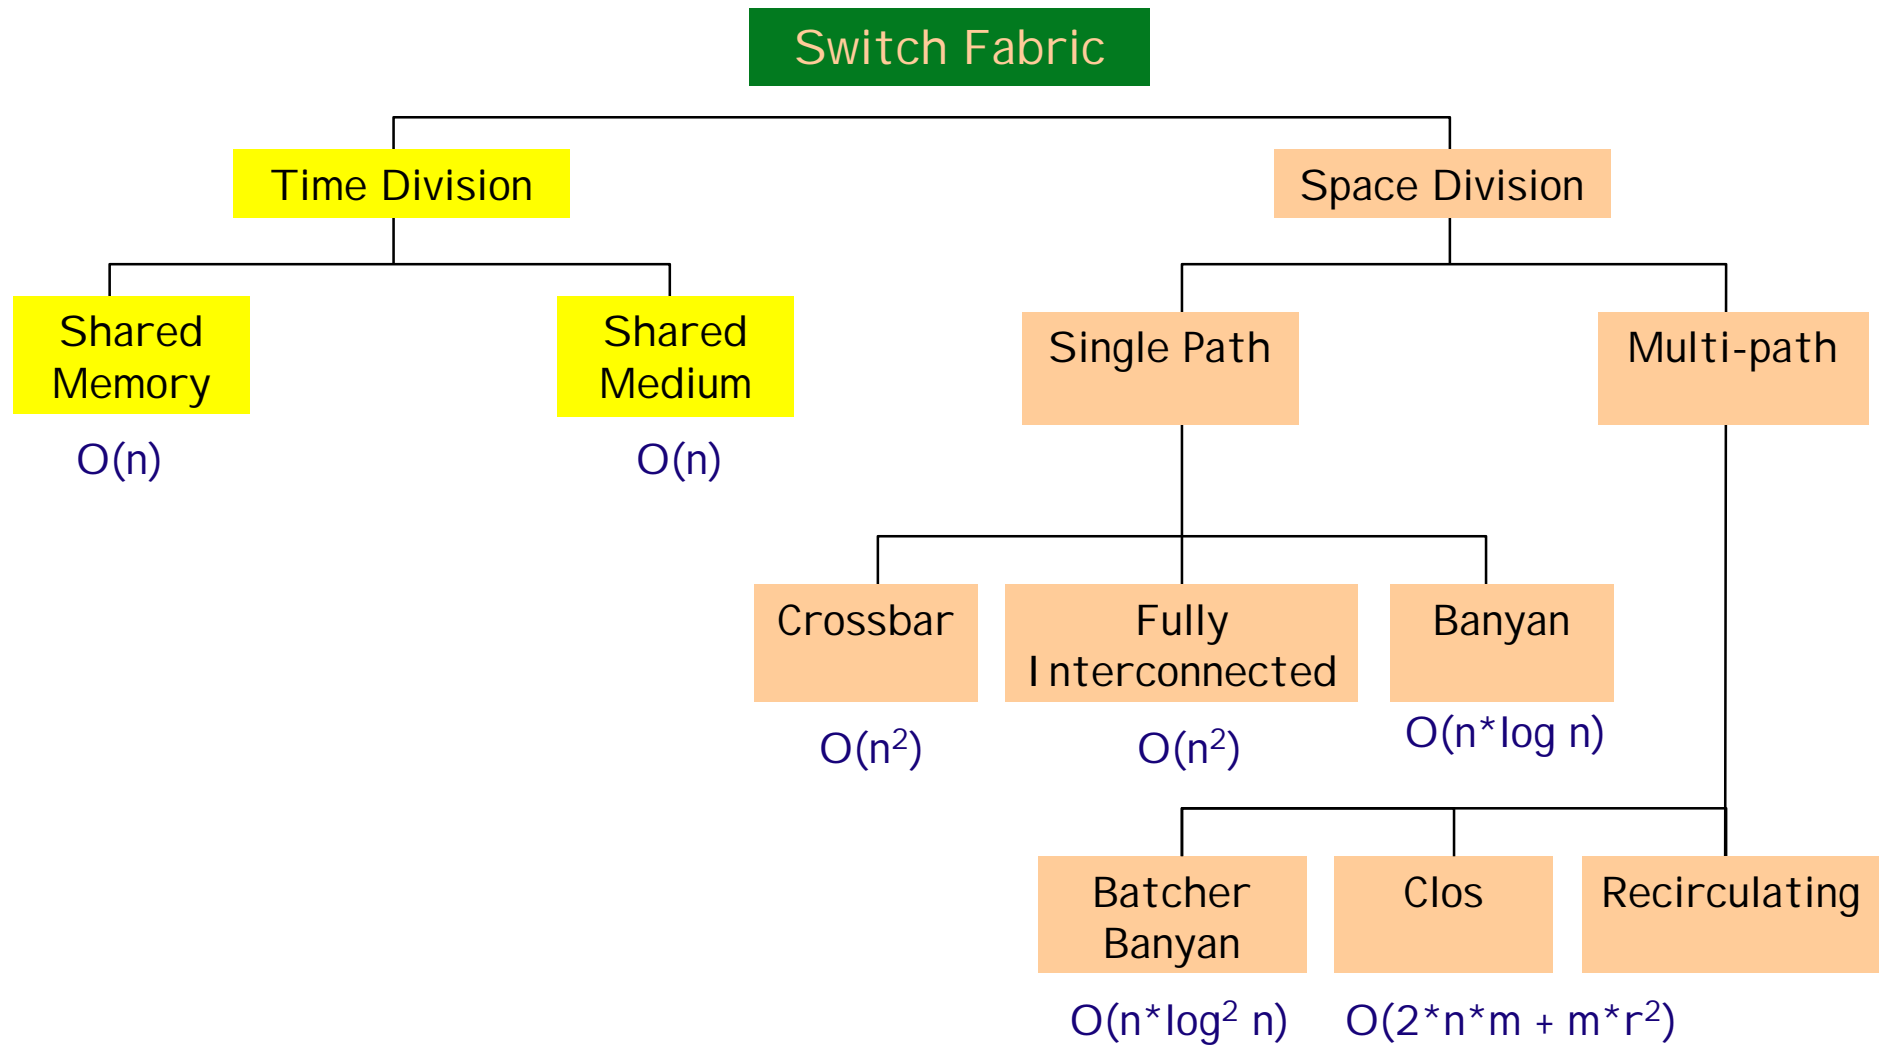 Switch Fabric
Time Division
Space Division
Shared
Memory
Shared
Medium
Single Path
Multi-path
O(n)
O(n)
Crossbar
Fully
Interconnected
Banyan
O(n²)
O(n²)
O(n*log n)
Batcher
Banyan
Clos
Recirculating
O(n*log² n)
O(2*n*m + m*r²)